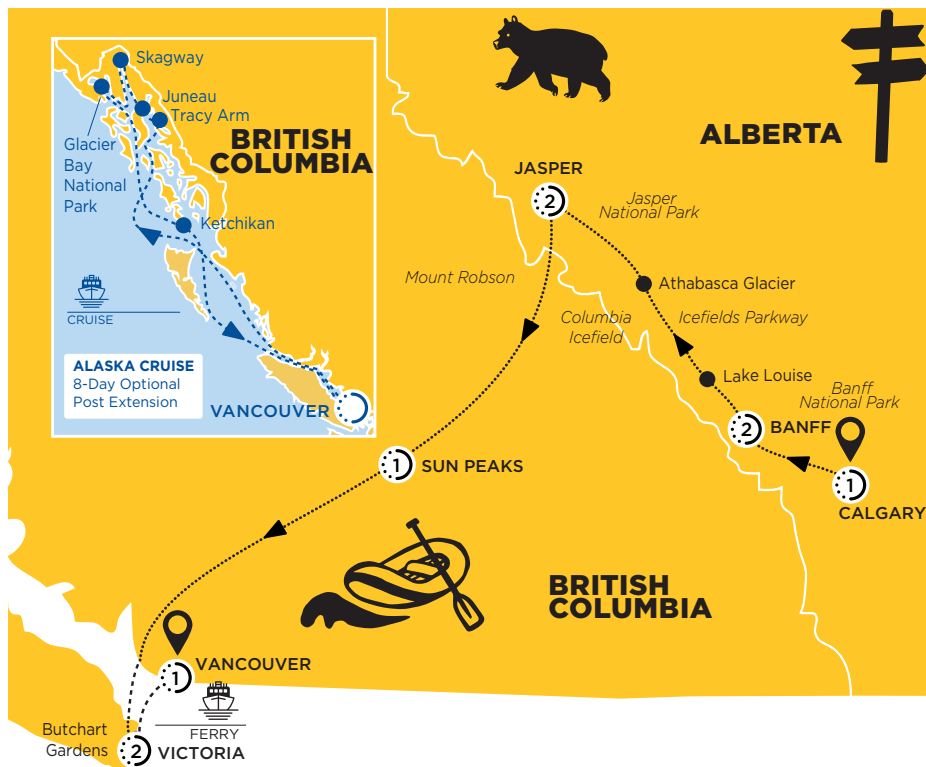 Skagway
Juneau
Tracy Arm
BRITISH
COLUMBIA
Glacier
Bay
National
Park
Ketchikan
CRUISE
ALASKA CRUISE
8-Day Optional
Post Extension
VANCOUVER
ALBERTA
JASPER
2
Jasper
National Park
Mount Robson
Athabasca Glacier
Columbia
Icefield
Icefields Parkway
Lake Louise
Banff
National Park
2
BANFF
1
CALGARY
1
SUN PEAKS
BRITISH
COLUMBIA
VANCOUVER
1
FERRY
Butchart
Gardens
2
VICTORIA